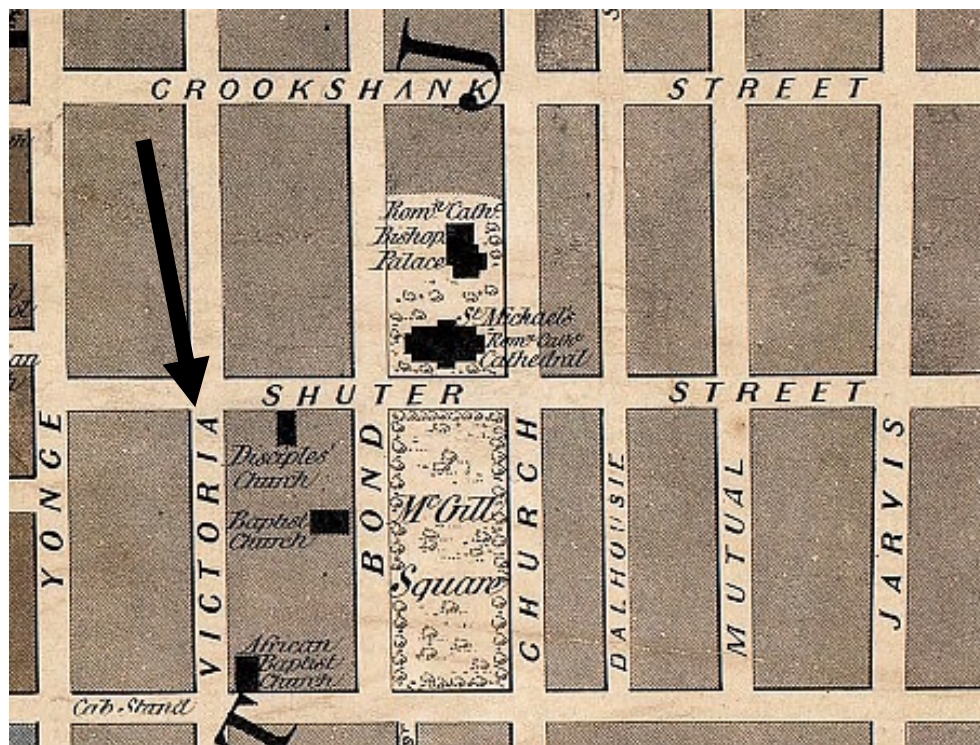 CROOKSHANK STREET
Rom.n Cath.c
Bishop's
Palace
St. Michael's
Rom.n Cath.c
Cathedral
SHUTER STREET
YONGE
VICTORIA
Disciples'
Church
Baptist
Church
African
Baptist
Church
BOND
McGill
Square
CHURCH
DALHOUSIE
MUTUAL
JARVIS
Cab Stand